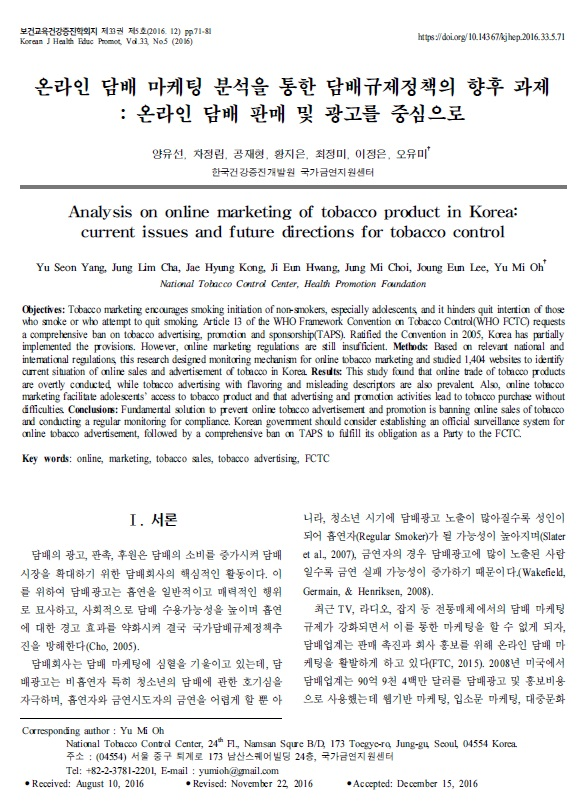 보건교육건강증진학회지 제33권 제5호(2016. 12) pp.71-81
Korean J Health Educ Promot, Vol.33, No.5 (2016)
https://doi.org/10.14367/kjhep.2016.33.5.71
온라인 담배 마케팅 분석을 통한 담배규제정책의 향후 과제
: 온라인 담배 판매 및 광고를 중심으로
양유선, 차정림, 공재형, 황지은, 최정미, 이정은, 오유미†
한국건강증진개발원 국가금연지원센터
Analysis on online marketing of tobacco product in Korea:
current issues and future directions for tobacco control
Yu Seon Yang, Jung Lim Cha, Jae Hyung Kong, Ji Eun Hwang, Jung Mi Choi, Joung Eun Lee, Yu Mi Oh†
National Tobacco Control Center, Health Promotion Foundation
Objectives: Tobacco marketing encourages smoking initiation of non-smokers, especially adolescents, and it hinders quit intention of those
who smoke or who attempt to quit smoking. Article 13 of the WHO Framework Convention on Tobacco Control(WHO FCTC) requests
a comprehensive ban on tobacco advertising, promotion and sponsorship(TAPS). Ratified the Convention in 2005, Korea has partially
implemented the provisions. However, online marketing regulations are still insufficient. Methods: Based on relevant national and
international regulations, this research designed monitoring mechanism for online tobacco marketing and studied 1,404 websites to identify
current situation of online sales and advertisement of tobacco in Korea. Results: This study found that online trade of tobacco products
are overtly conducted, while tobacco advertising with flavoring and misleading descriptors are also prevalent. Also, online tobacco
marketing facilitate adolescents' access to tobacco product and that advertising and promotion activities lead to tobacco purchase without
difficulties. Conclusions: Fundamental solution to prevent online tobacco advertisement and promotion is banning online sales of tobacco
and conducting a regular monitoring for compliance. Korean government should consider establishing an official surveillance system for
online tobacco advertisement, followed by a comprehensive ban on TAPS to fulfill its obligation as a Party to the FCTC.
Key words: online, marketing, tobacco sales, tobacco advertising, FCTC
Ⅰ. 서론
담배의 광고, 판촉, 후원은 담배의 소비를 증가시켜 담배
시장을 확대하기 위한 담배회사의 핵심적인 활동이다. 이
를 위하여 담배광고는 흡연을 일반적이고 매력적인 행위
로 묘사하고, 사회적으로 담배 수용가능성을 높이며 흡연
에 대한 경고 효과를 약화시켜 결국 국가담배규제정책추
진을 방해한다(Cho, 2005).
담배회사는 담배 마케팅에 심혈을 기울이고 있는데, 담
배광고는 비흡연자 특히 청소년의 담배에 관한 호기심을
자극하며, 흡연자와 금연시도자의 금연을 어렵게 할 뿐 아
니라, 청소년 시기에 담배광고 노출이 많아질수록 성인이
되어 흡연자(Regular Smoker)가 될 가능성이 높아지며(Slater
et al., 2007), 금연자의 경우 담배광고에 많이 노출된 사람
일수록 금연 실패 가능성이 증가하기 때문이다.(Wakefield,
Germain, & Henriksen, 2008).
최근 TV, 라디오, 잡지 등 전통매체에서의 담배 마케팅
규제가 강화되면서 이를 통한 마케팅을 할 수 없게 되자,
담배업계는 판매 촉진과 회사 홍보를 위해 온라인 담배 마
케팅을 활발하게 하고 있다(FTC, 2015). 2008년 미국에서
담배업계는 90억 9천 4백만 달러를 담배광고 및 홍보비용
으로 사용했는데 웹기반 마케팅, 입소문 마케팅, 대중문화
Corresponding author : Yu Mi Oh
National Tobacco Control Center, 24th Fl., Namsan Squre B/D, 173 Toegye-ro, Jung-gu, Seoul, 04554 Korea.
주소 : (04554) 서울 중구 퇴계로 173 남산스퀘어빌딩 24층, 국가금연지원센터
Tel: +82-2-3781-2201, E-mail : yumioh@gmail.com
•Received: August 10, 2016 •Revised: November 22, 2016 •Accepted: December 15, 2016